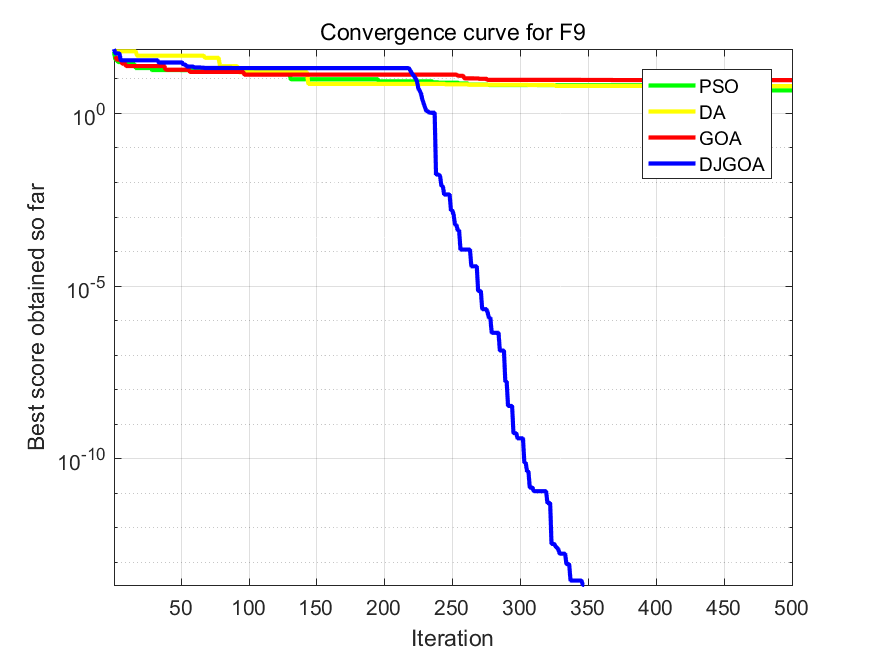 Convergence curve for F9
Best score obtained so far
10^0
10^-5
10^-10
PSO
DA
GOA
DJGOA
50 100 150 200 250 300 350 400 450 500
Iteration